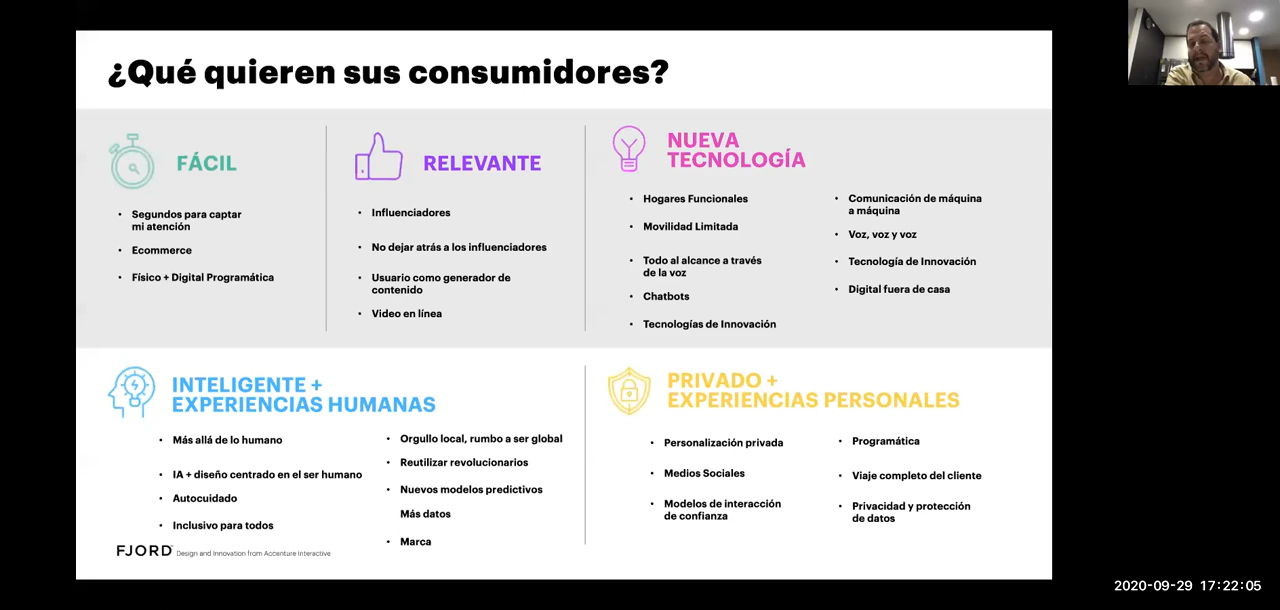 ¿Qué quieren sus consumidores?
FÁCIL
• Segundos para captar
mi atención
• Ecommerce
• Físico + Digital Programática
RELEVANTE
• Influenciadores
• No dejar atrás a los influenciadores
• Usuario como generador de
contenido
• Video en línea
NUEVA
TECNOLOGÍA
• Hogares Funcionales
• Movilidad Limitada
• Todo al alcance a través
de la voz
• Chatbots
• Tecnologías de Innovación
• Comunicación de máquina
a máquina
• Voz, voz y voz
• Tecnología de Innovación
• Digital fuera de casa
INTELIGENTE +
EXPERIENCIAS HUMANAS
• Más allá de lo humano
• IA + diseño centrado en el ser humano
• Autocuidado
• Inclusivo para todos
• Orgullo local, rumbo a ser global
• Reutilizar revolucionarios
• Nuevos modelos predictivos
Más datos
• Marca
PRIVADO +
EXPERIENCIAS PERSONALES
• Personalización privada
• Medios Sociales
• Modelos de interacción
de confianza
• Programática
• Viaje completo del cliente
• Privacidad y protección
de datos
FJORD Design and Innovation from Accenture Interactive
2020-09-29 17:22:05